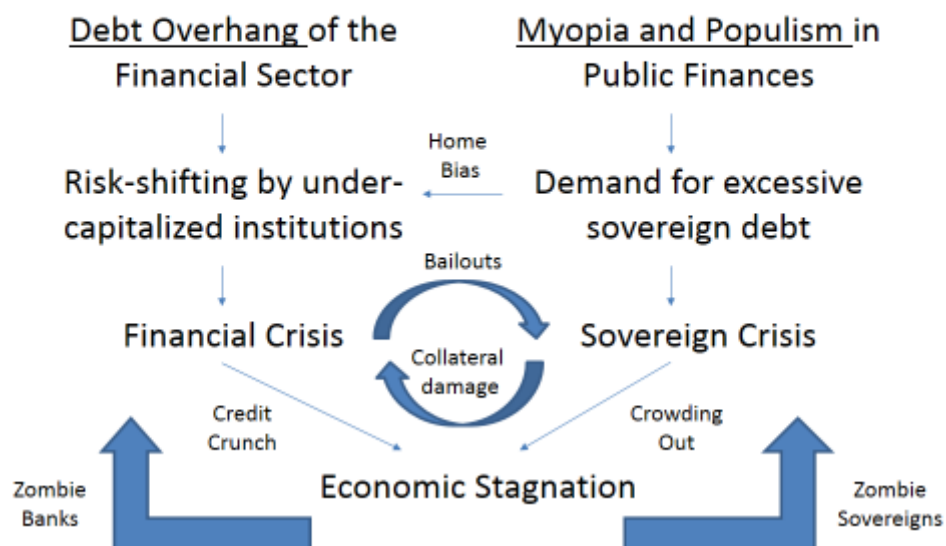 Debt Overhang of the
Financial Sector
Myopia and Populism in
Public Finances
Home
Bias
Risk-shifting by under-
capitalized institutions
Demand for excessive
sovereign debt
Bailouts
Financial Crisis
Sovereign Crisis
Collateral
damage
Credit
Crunch
Crowding
Out
Economic Stagnation
Zombie
Banks
Zombie
Sovereigns